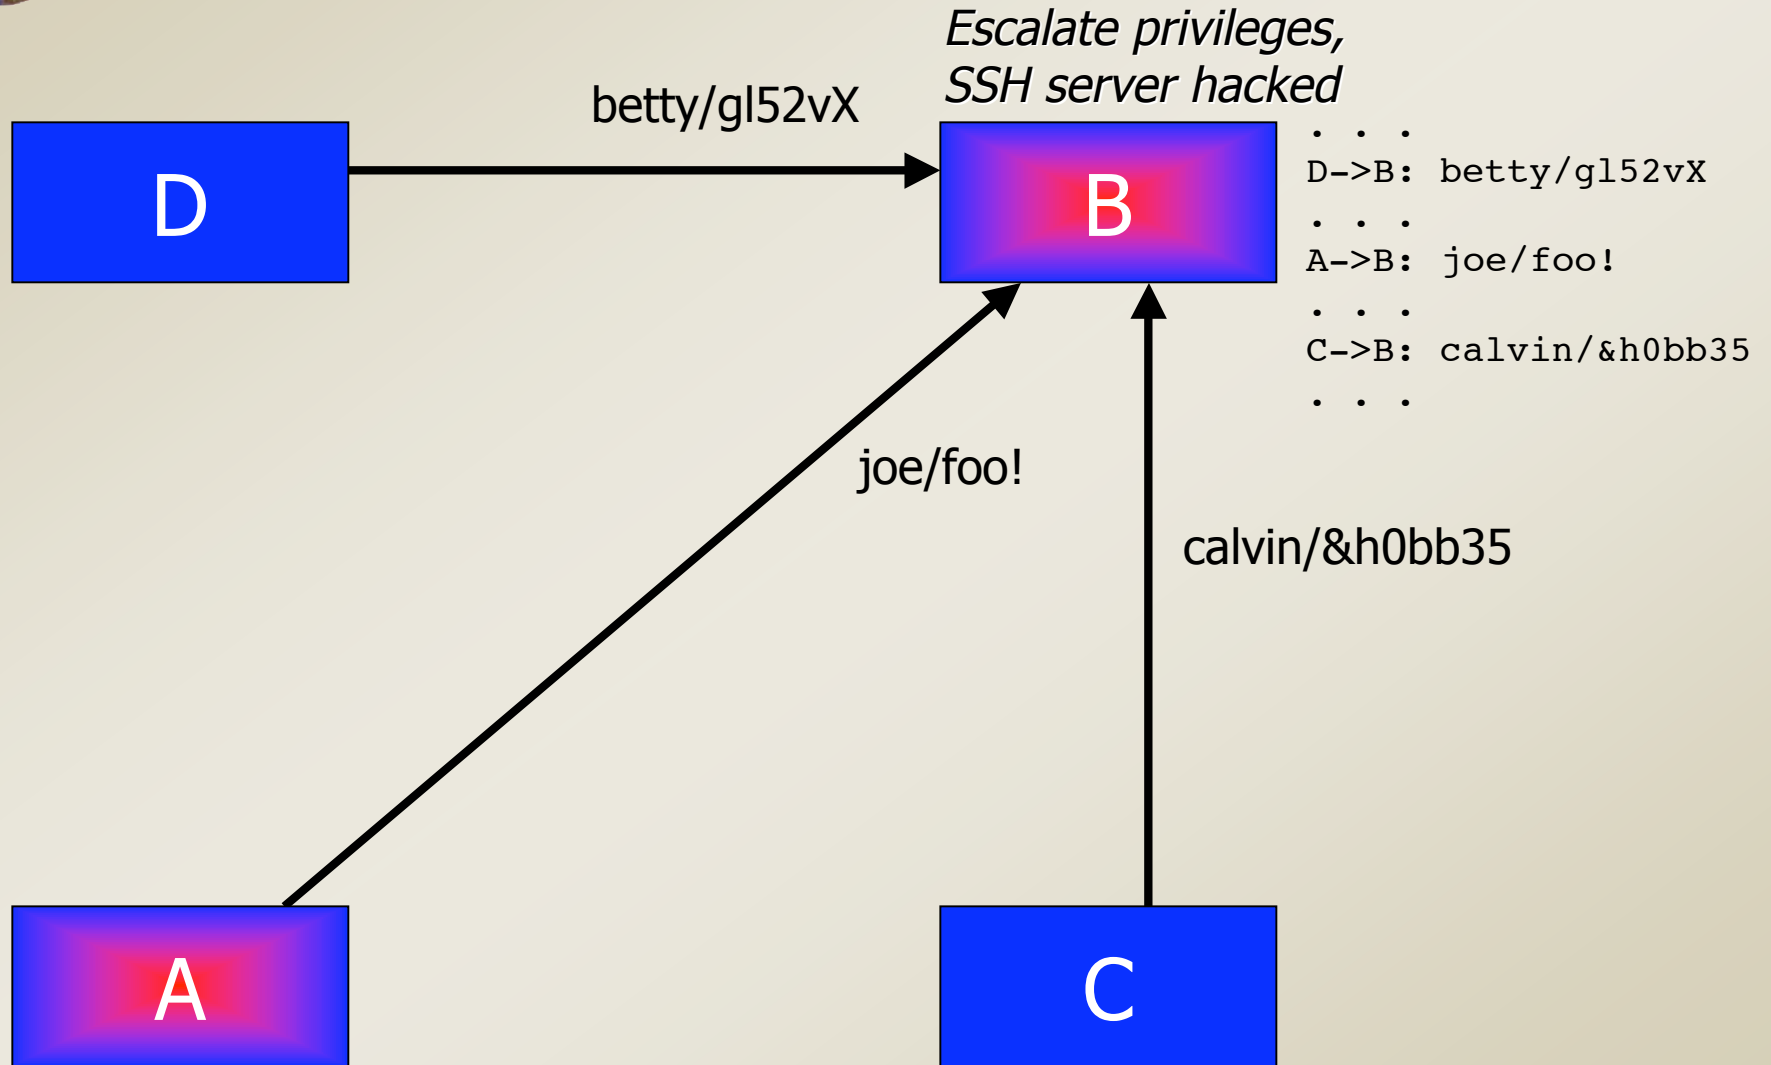 Escalate privileges,
SSH server hacked
betty/gl52vX
D
B
. . .
D->B: betty/gl52vX
. . .
A->B: joe/foo!
. . .
C->B: calvin/&h0bb35
. . .
joe/foo!
calvin/&h0bb35
A
C